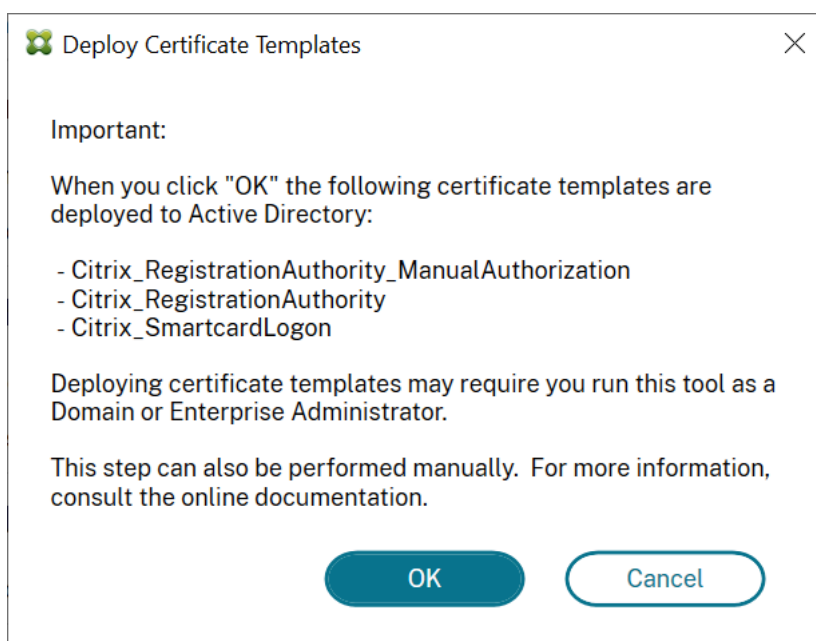 Deploy Certificate Templates
Important:
When you click "OK" the following certificate templates are
deployed to Active Directory:
- Citrix_RegistrationAuthority_ManualAuthorization
- Citrix_RegistrationAuthority
- Citrix_SmartcardLogon
Deploying certificate templates may require you run this tool as a
Domain or Enterprise Administrator.
This step can also be performed manually.  For more information,
consult the online documentation.
OK
Cancel